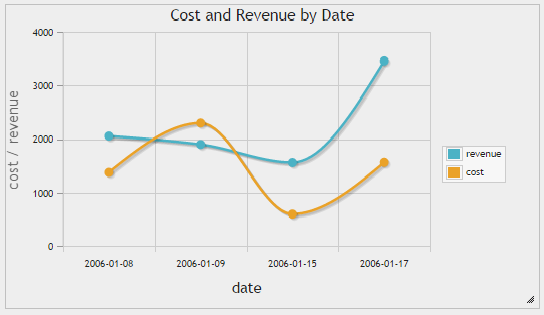 Cost and Revenue by Date
cost / revenue
4000
3000
2000
1000
0
2006-01-08
2006-01-09
2006-01-15
2006-01-17
date
revenue
cost